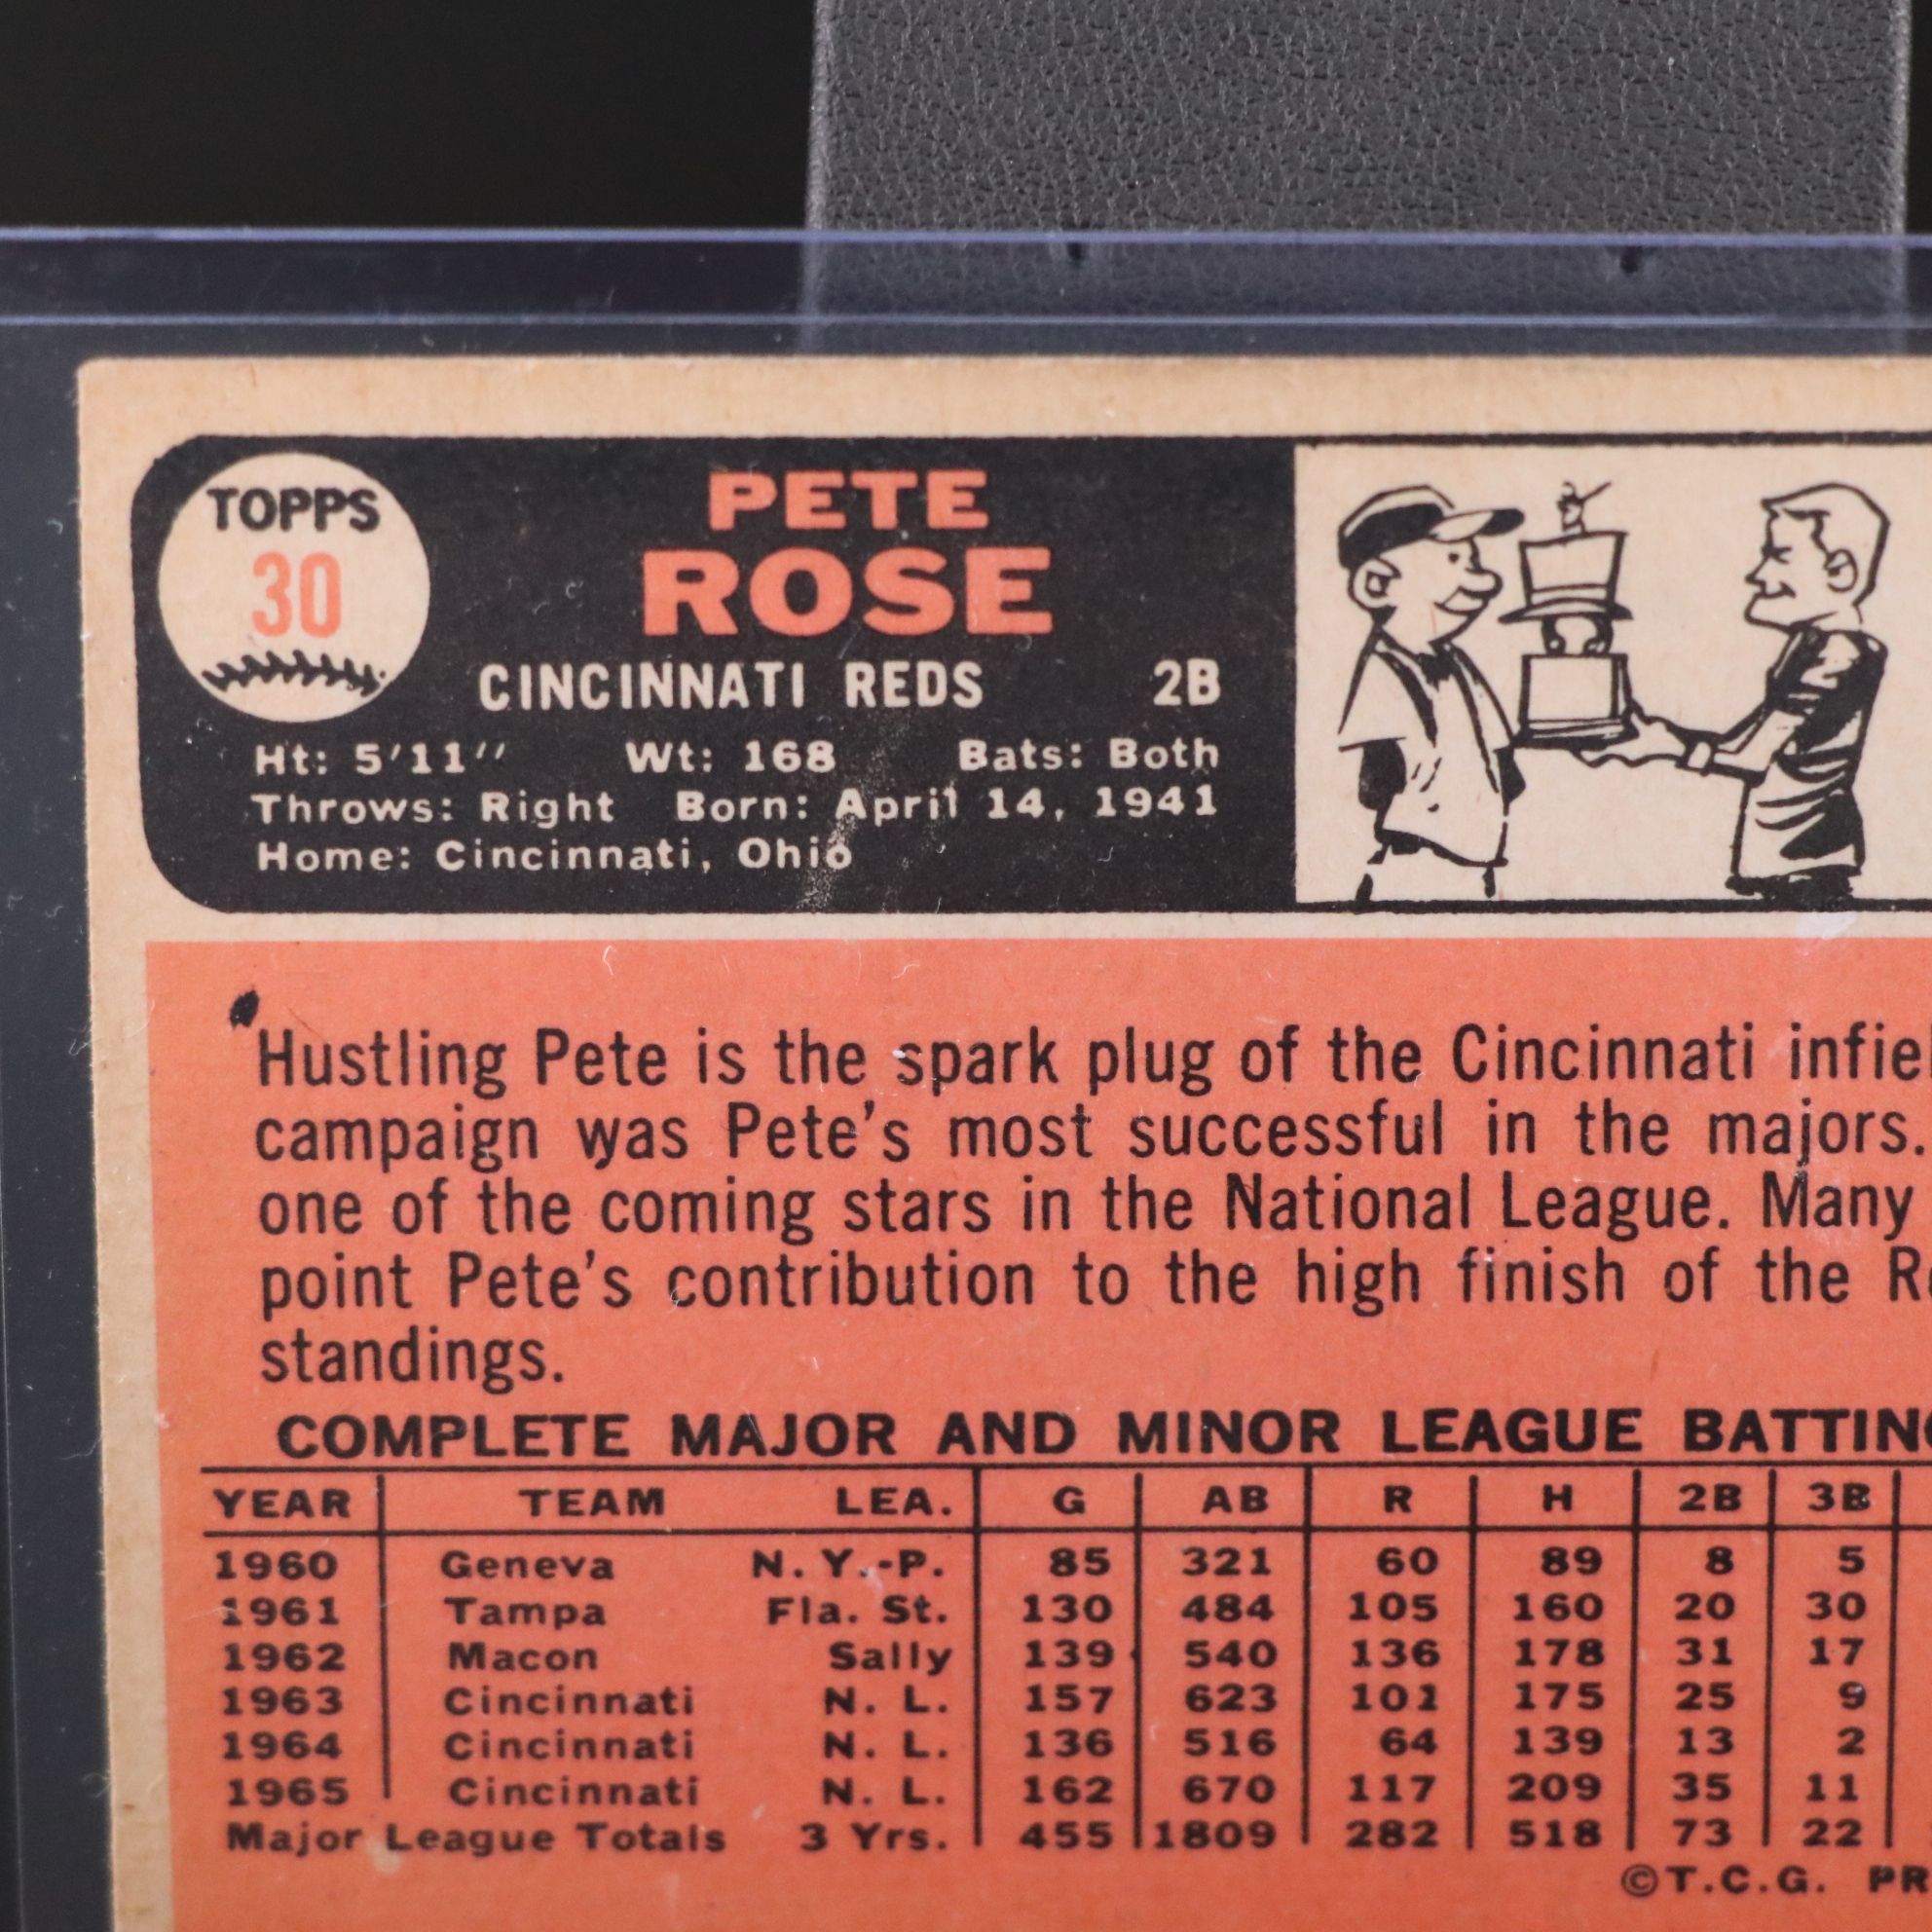 TOPPS
30
PETE
ROSE
CINCINNATI REDS 2B
Ht: 5'11" Wt: 168 Bats: Both
Throws: Right Born: April 14, 1941
Home: Cincinnati, Ohio
Hustling Pete is the spark plug of the Cincinnati
campaign was Pete's most successful in the majors.
one of the coming stars in the National League. Many
point Pete's contribution to the high finish of the
standings.
COMPLETE MAJOR AND MINOR LEAGUE
YEAR TEAM LEA. G AB R H 2B 3B
1960 Geneva N.Y.-P. 85 321 60 89 8 5
1961 Tampa Fla. St. 130 484 105 160 20 30
1962 Macon Sally 139 540 136 178 31 17
1963 Cincinnati N. L. 157 623 101 175 25 9
1964 Cincinnati N. L. 136 516 64 139 13 2
1965 Cincinnati N. L. 162 670 117 209 35 11
Major League Totals 3 Yrs. 455 1809 282 518 73 22
©T.C.G.